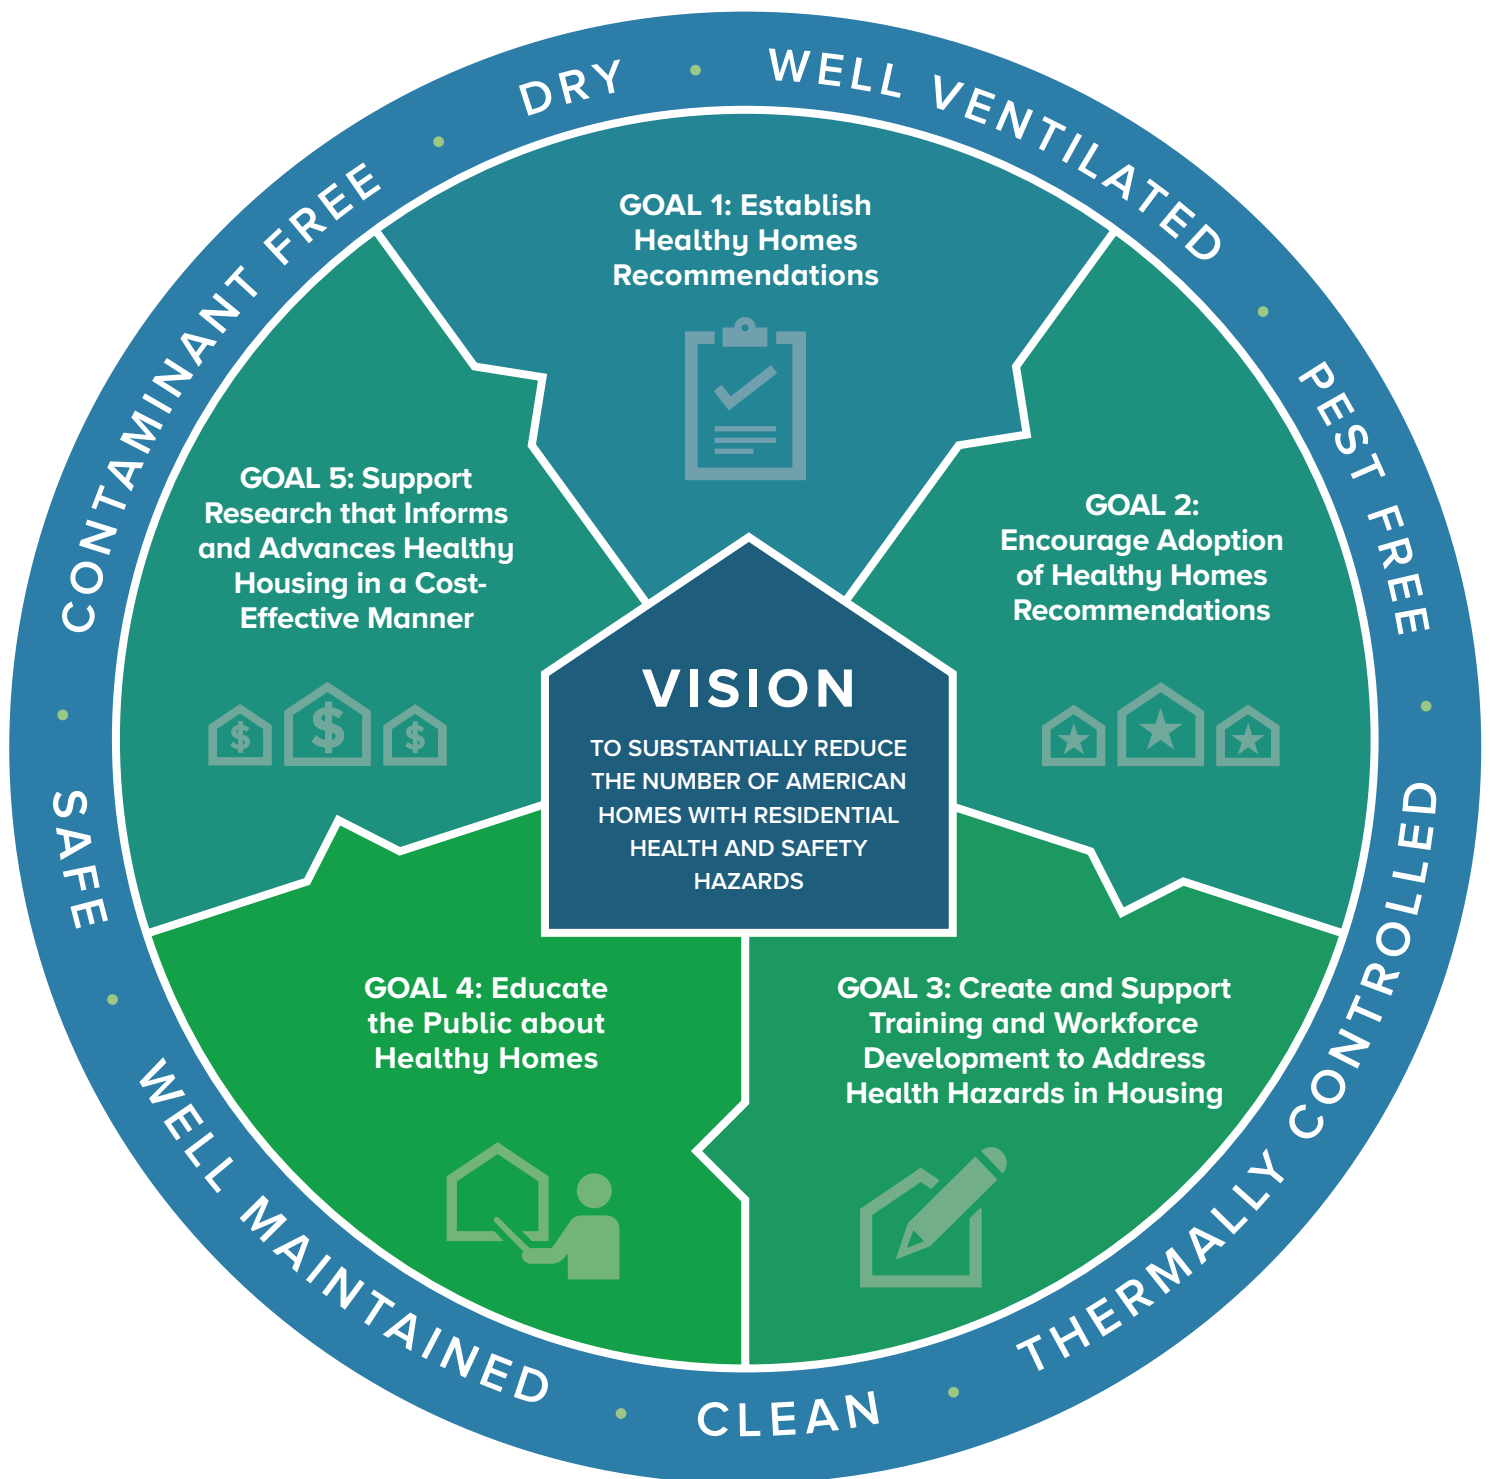 DRY • WELL VENTILATED • PEST FREE • THERMALLY CONTROLLED • CLEAN • WELL MAINTAINED • SAFE • CONTAMINANT FREE •
GOAL 1: Establish
Healthy Homes
Recommendations
GOAL 2:
Encourage Adoption
of Healthy Homes
Recommendations
GOAL 3: Create and Support
Training and Workforce
Development to Address
Health Hazards in Housing
GOAL 4: Educate
the Public about
Healthy Homes
GOAL 5: Support
Research that Informs
and Advances Healthy
Housing in a Cost-
Effective Manner
$ $ $
VISION
TO SUBSTANTIALLY REDUCE
THE NUMBER OF AMERICAN
HOMES WITH RESIDENTIAL
HEALTH AND SAFETY
HAZARDS